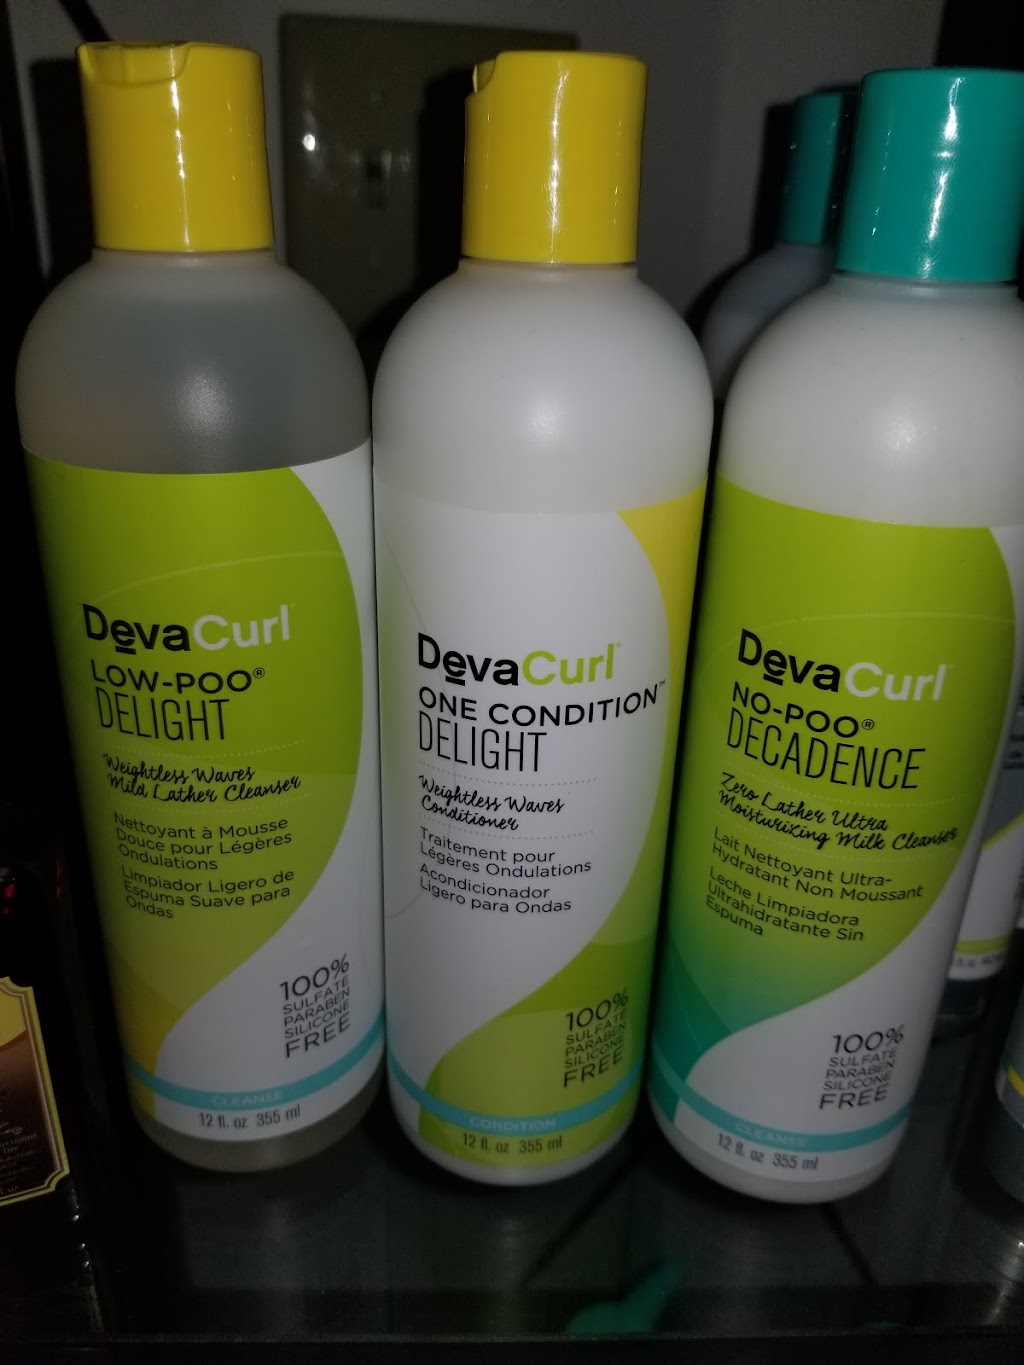 DevaCurl
LOW-POO®
DELIGHT
Weightless Waves
Mild Lather Cleanser
Nettoyant à Mousse
Douce pour Légères
Ondulations
Limpiador Ligero de
Espuma Suave para
Ondas
100%
SULFATE
PARABEN
SILICONE
FREE
CLEANSE
12 fl. oz 355 ml
DevaCurl
ONE CONDITION™
DELIGHT
Weightless Waves
Conditioner
Traitement pour
Légères Ondulations
Acondicionador
Ligero para Ondas
100%
SULFATE
PARABEN
SILICONE
FREE
CONDITION
12 fl. oz 355 ml
DevaCurl
NO-POO®
DECADENCE
Zero Lather Ultra
Moisturizing Milk Cleanser
Lait Nettoyant Ultra-
Hydratant Non Moussant
Leche Limpiadora
Ultrahidratante Sin
Espuma
100%
SULFATE
PARABEN
SILICONE
FREE
CLEANSE
12 fl. oz 355 ml